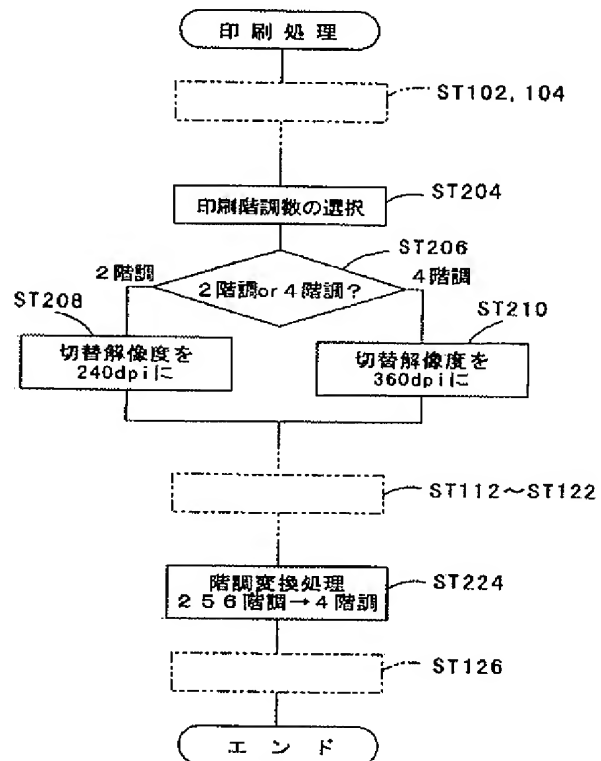 印刷処理
ST102, 104
印刷階調数の選択
ST204
ST206
2階調
2階調or4階調?
4階調
ST208
切替解像度を
240dpiに
ST210
切替解像度を
360dpiに
ST112～ST122
階調変換処理
256階調→4階調
ST224
ST126
エンド